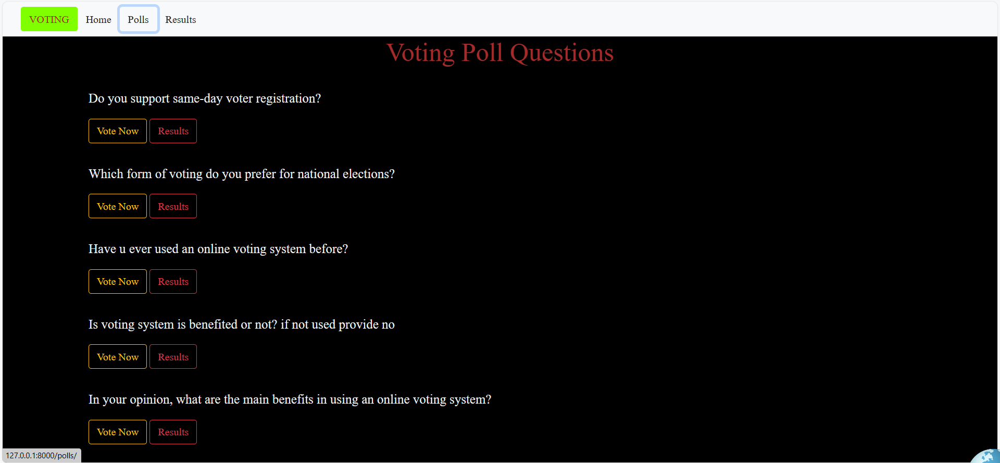 VOTING Home Polls Results
Voting Poll Questions
Do you support same-day voter registration?
Vote Now Results
Which form of voting do you prefer for national elections?
Vote Now Results
Have u ever used an online voting system before?
Vote Now Results
Is voting system is benefited or not? if not used provide no
Vote Now Results
In your opinion, what are the main benefits in using an online voting system?
Vote Now Results
127.0.0.1:8000/polls/